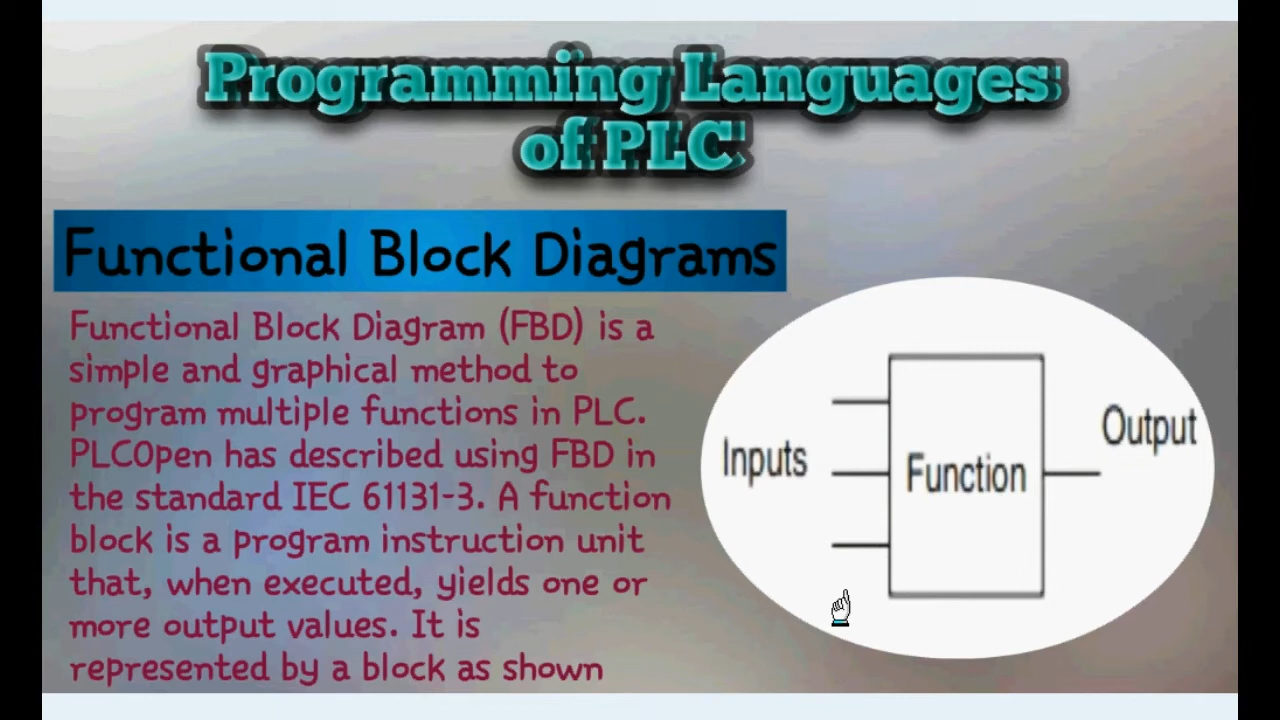 Programming Languages
of PLC
Functional Block Diagrams
Functional Block Diagram (FBD) is a
simple and graphical method to
program multiple functions in PLC.
PLCOpen has described using FBD in
the standard IEC 61131-3. A function
block is a program instruction unit
that, when executed, yields one or
more output values. It is
represented by a block as shown
Inputs
Function
Output